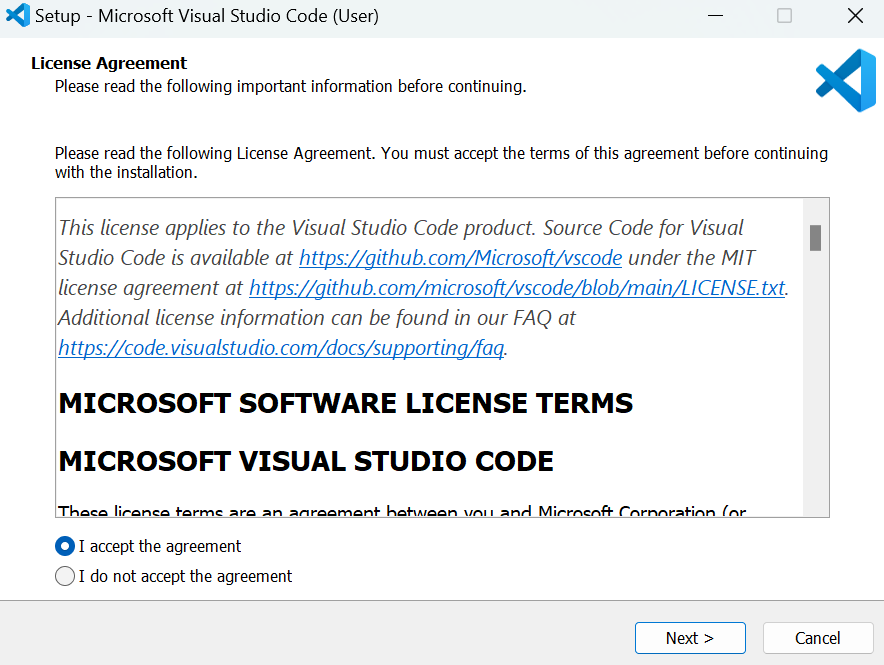 Setup - Microsoft Visual Studio Code (User)
License Agreement
Please read the following important information before continuing.
Please read the following License Agreement. You must accept the terms of this agreement before continuing
with the installation.
This license applies to the Visual Studio Code product. Source Code for Visual
Studio Code is available at https://github.com/Microsoft/vscode under the MIT
license agreement at https://github.com/microsoft/vscode/blob/main/LICENSE.txt.
Additional license information can be found in our FAQ at
https://code.visualstudio.com/docs/supporting/faq.
MICROSOFT SOFTWARE LICENSE TERMS
MICROSOFT VISUAL STUDIO CODE
These license terms are an agreement between you and Microsoft Corporation (or
I accept the agreement
I do not accept the agreement
Next >
Cancel